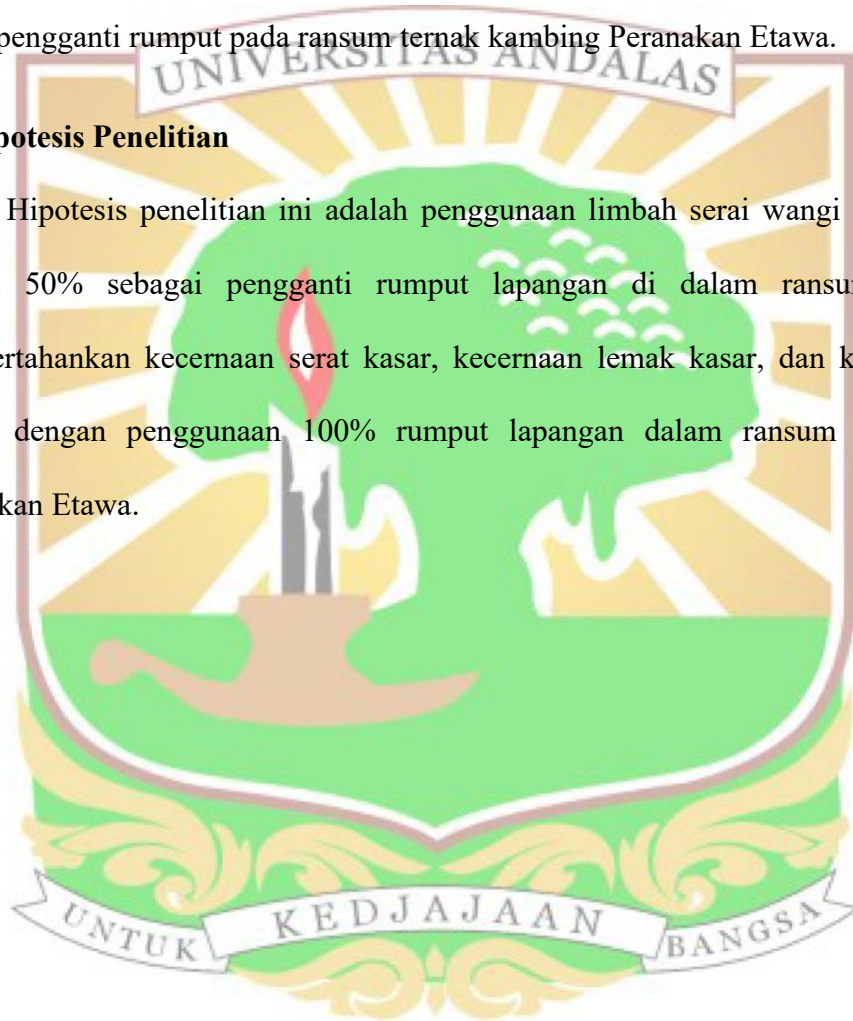 pengganti rumput pada ransum ternak kambing Peranakan Etawa.
UNIVERSITAS ANDALAS
potesis Penelitian
Hipotesis penelitian ini adalah penggunaan limbah serai wangi
50% sebagai pengganti rumput lapangan di dalam ransu
ertahankan kecernaan serat kasar, kecernaan lemak kasar, dan k
dengan penggunaan 100% rumput lapangan dalam ransum
kan Etawa.
UNTUK KEDJAJAAN BANGSA